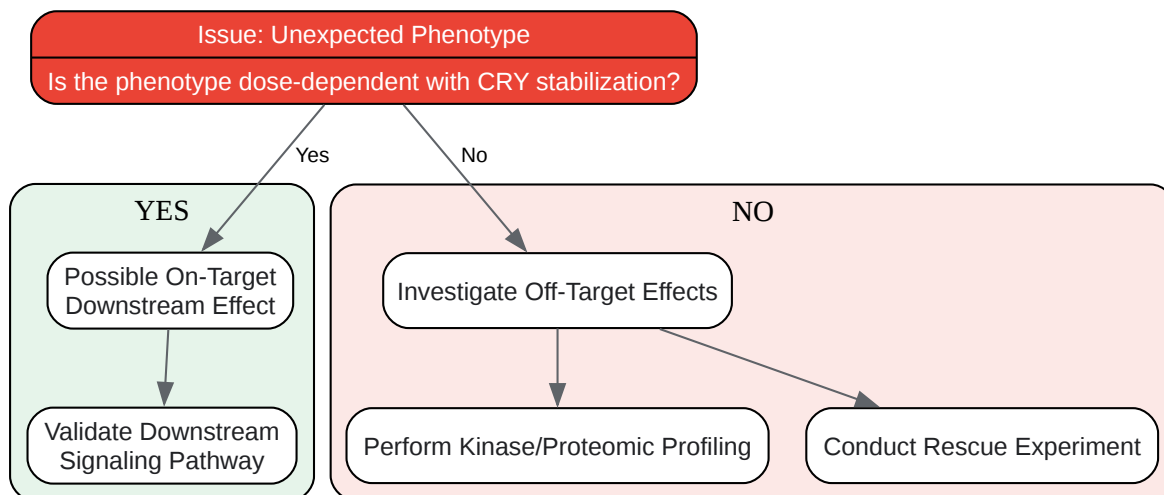 Issue: Unexpected Phenotype
Is the phenotype dose-dependent with CRY stabilization?
Yes
No
YES
NO
Possible On-Target
Downstream Effect
Investigate Off-Target Effects
Validate Downstream
Signaling Pathway
Perform Kinase/Proteomic Profiling
Conduct Rescue Experiment